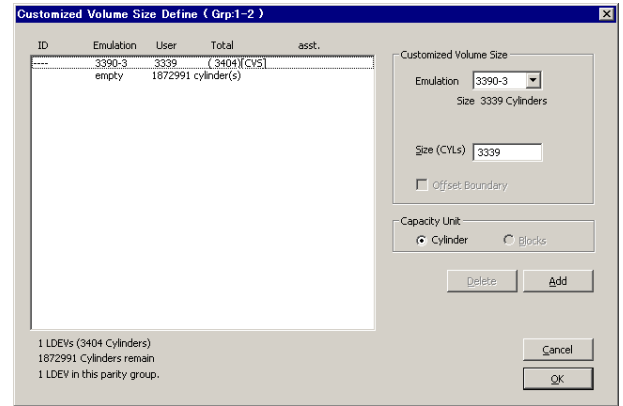 Customized Volume Size Define ( Grp:1-2 )
ID Emulation User Total asst.
---- 3390-3 3339 ( 3404)[CVS]
empty 1872991 cylinder(s)
Customized Volume Size
Emulation 3390-3
Size 3339 Cylinders
Size (CYLs) 3339
Offset Boundary
Capacity Unit
Cylinder Blocks
Delete Add
1 LDEVs (3404 Cylinders)
1872991 Cylinders remain
1 LDEV in this parity group.
Cancel
OK